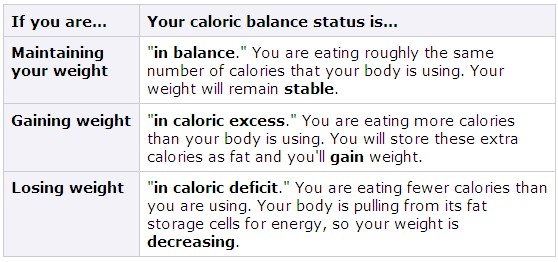 If you are... Your caloric balance status is...
Maintaining "in balance." You are eating roughly the same
your weight number of calories that your body is using. Your
weight will remain stable.
Gaining weight "in caloric excess." You are eating more calories
than your body is using. You will store these extra
calories as fat and you'll gain weight.
Losing weight "in caloric deficit." You are eating fewer calories than
you are using. Your body is pulling from its fat
storage cells for energy, so your weight is
decreasing.